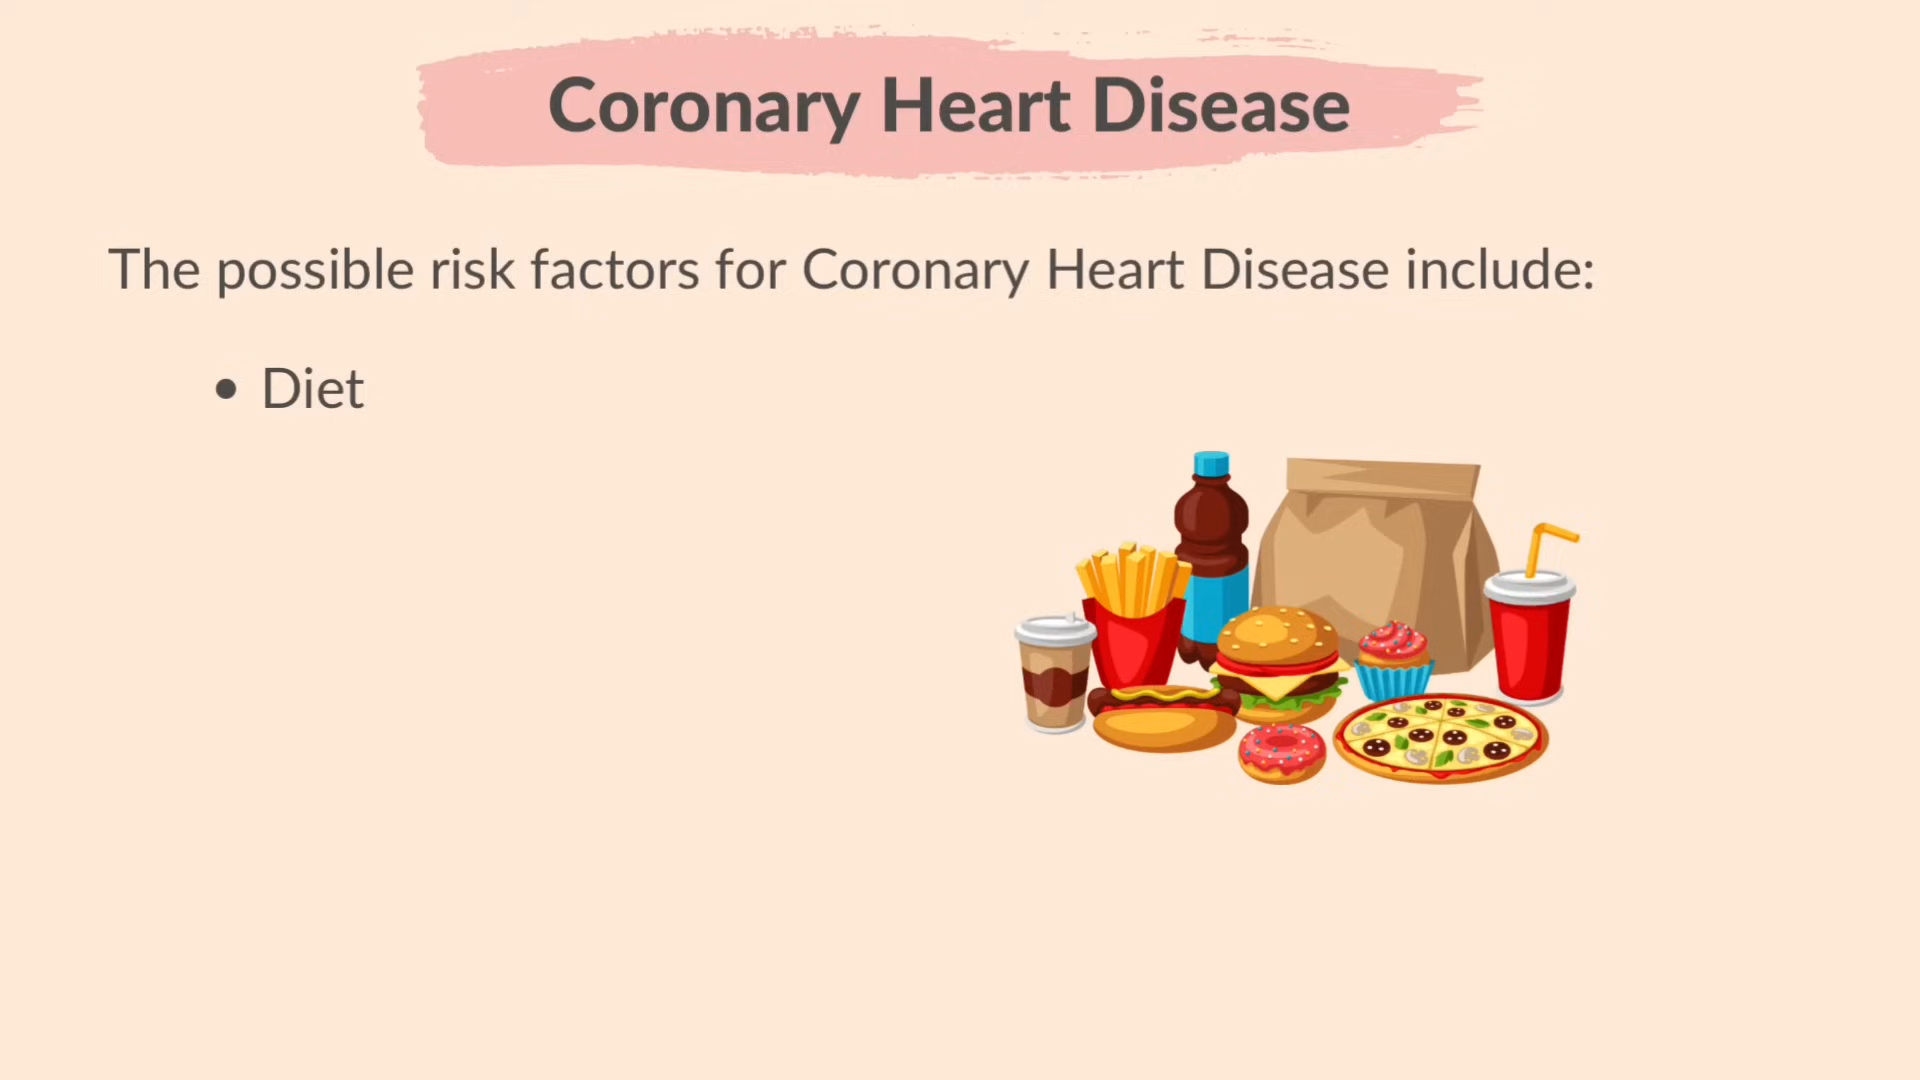 Coronary Heart Disease
The possible risk factors for Coronary Heart Disease include:
• Diet